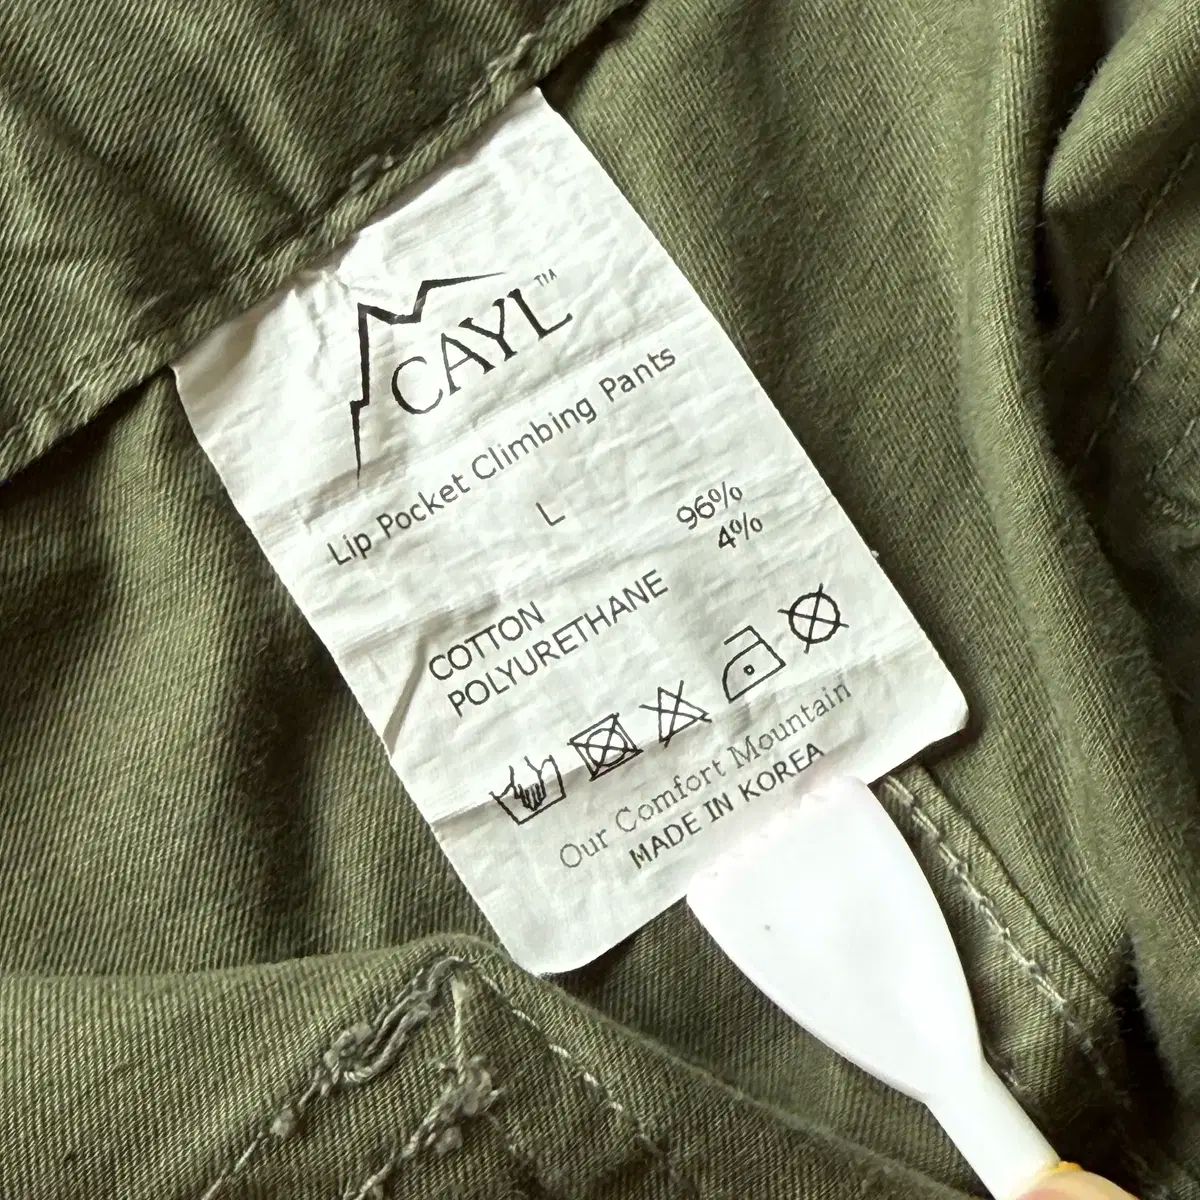 CAYL™
Lip Pocket Climbing Pants
L
COTTON 96%
POLYURETHANE 4%
Our Comfort Mountain
MADE IN KOREA